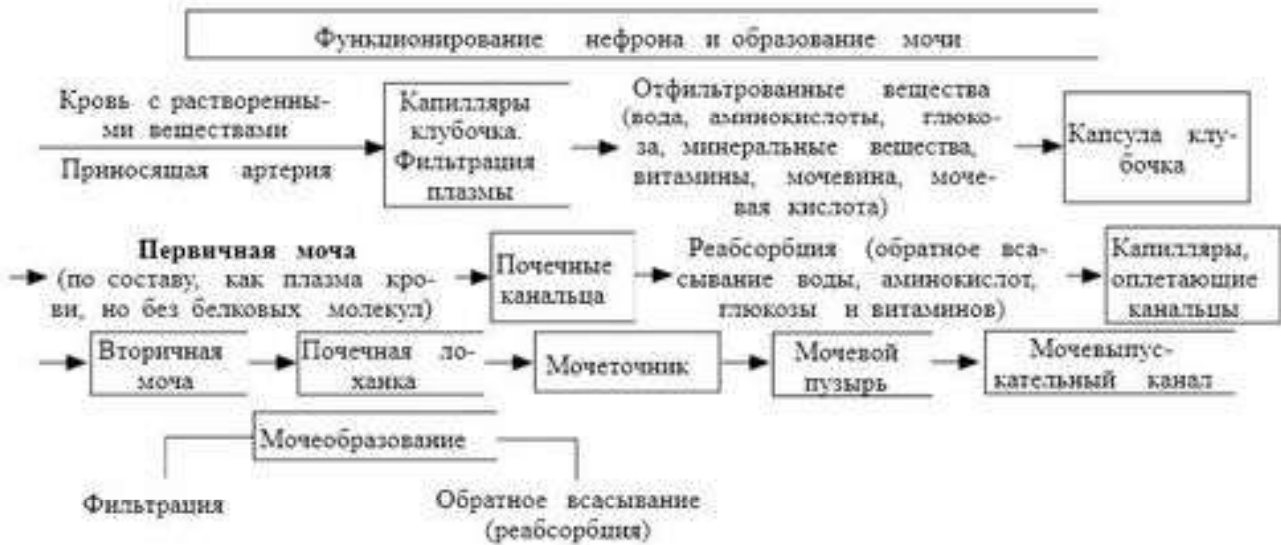 Функционирование нефрона и образование мочи
Кровь с растворенны-
ми веществами
Приносящая артерия
Капилляры
клубочка.
Фильтрация
плазмы
Отфильтрованные вещества
(вода, аминокислоты, глюко-
за, минеральные вещества,
витамины, мочевина, моче-
вая кислота)
Капсула клу-
бочка
Первичная моча
(по составу, как плазма кро-
ви, но без белковых молекул)
Почечные
канальца
Реабсорбция (обратное вса-
сывание воды, аминокислот,
глюкозы и витаминов)
Капилляры,
оплетающие
канальцы
Вторичная
моча
Почечная ло-
ханка
Мочеточник
Мочевой
пузырь
Мочевыпус-
кательный канал
Мочеобразование
Фильтрация
Обратное всасывание
(реабсорбция)